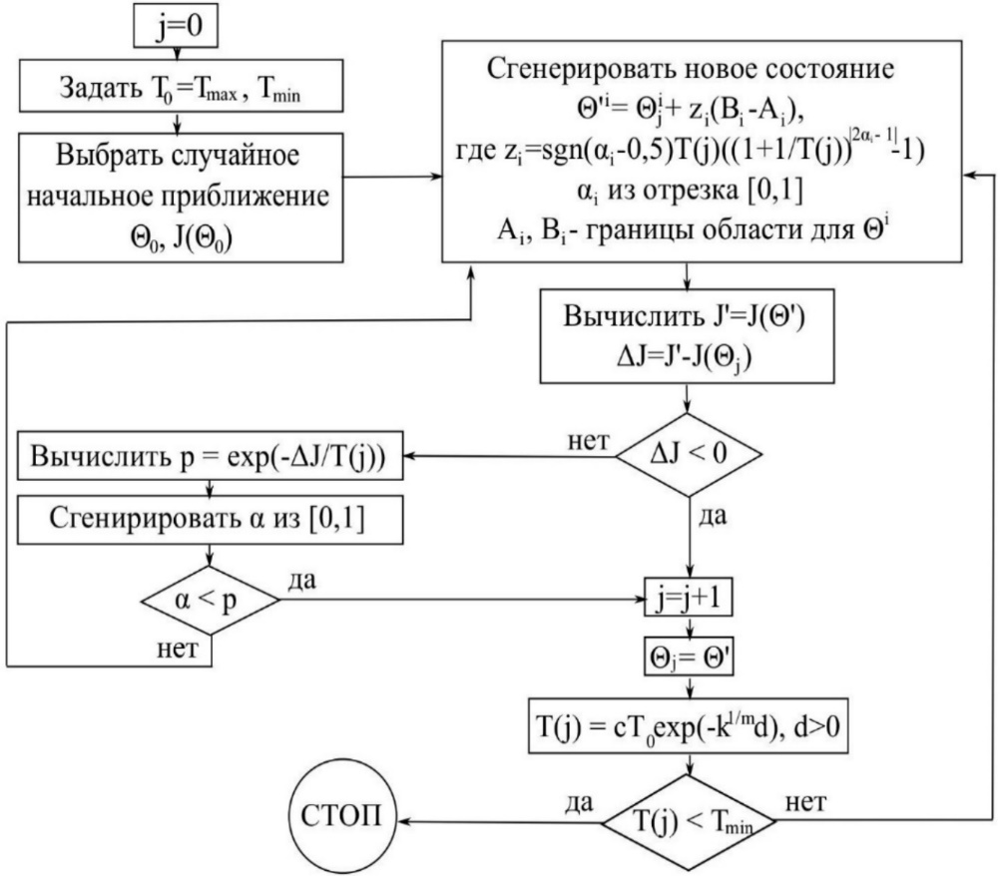 j=0
Задать T₀=Tmax, Tmin
Выбрать случайное
начальное приближение
Θ₀, J(Θ₀)
Сгенерировать новое состояние
Θ'ⁱ= Θⱼⁱ+ zᵢ(Bᵢ-Aᵢ),
где zᵢ=sgn(αᵢ-0,5)T(j)((1+1/T(j))^|2αᵢ-1|-1)
αᵢ из отрезка [0,1]
Aᵢ, Bᵢ- границы области для Θⁱ
Вычислить J'=J(Θ')
ΔJ=J'-J(Θⱼ)
ΔJ < 0
нет
да
Вычислить p = exp(-ΔJ/T(j))
Сгенирировать α из [0,1]
α < p
да
нет
j=j+1
Θⱼ= Θ'
T(j) = cT₀exp(-k^1/m d), d>0
T(j) < Tmin
да
нет
СТОП